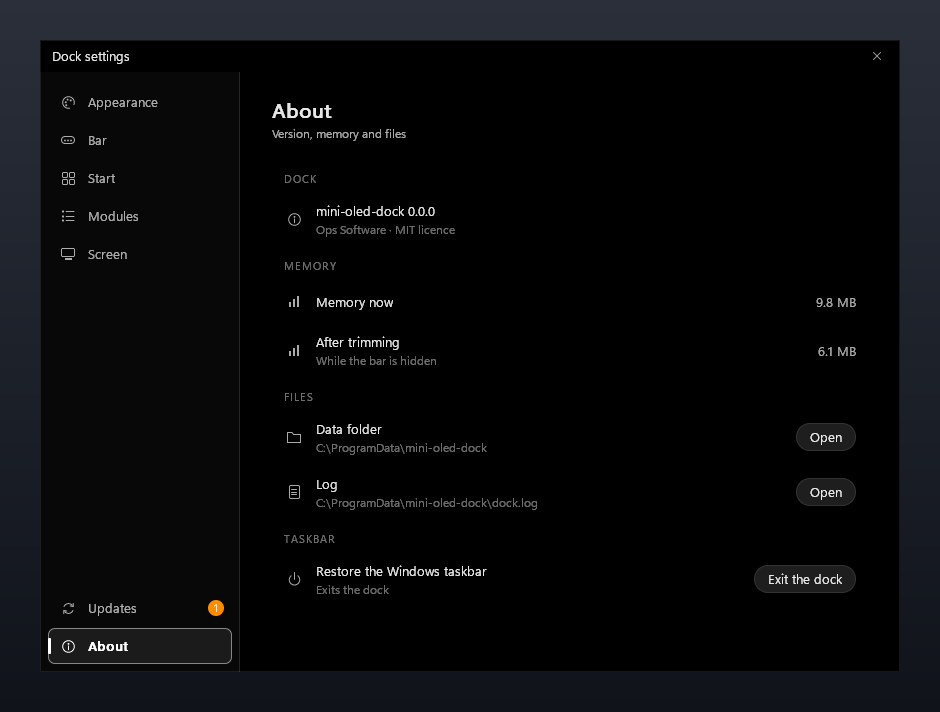 Dock settings
Appearance
Bar
Start
Modules
Screen
Updates
1
About
About
Version, memory and files
DOCK
mini-oled-dock 0.0.0
Ops Software · MIT licence
MEMORY
Memory now
9.8 MB
After trimming
While the bar is hidden
6.1 MB
FILES
Data folder
C:\ProgramData\mini-oled-dock
Open
Log
C:\ProgramData\mini-oled-dock\dock.log
Open
TASKBAR
Restore the Windows taskbar
Exits the dock
Exit the dock